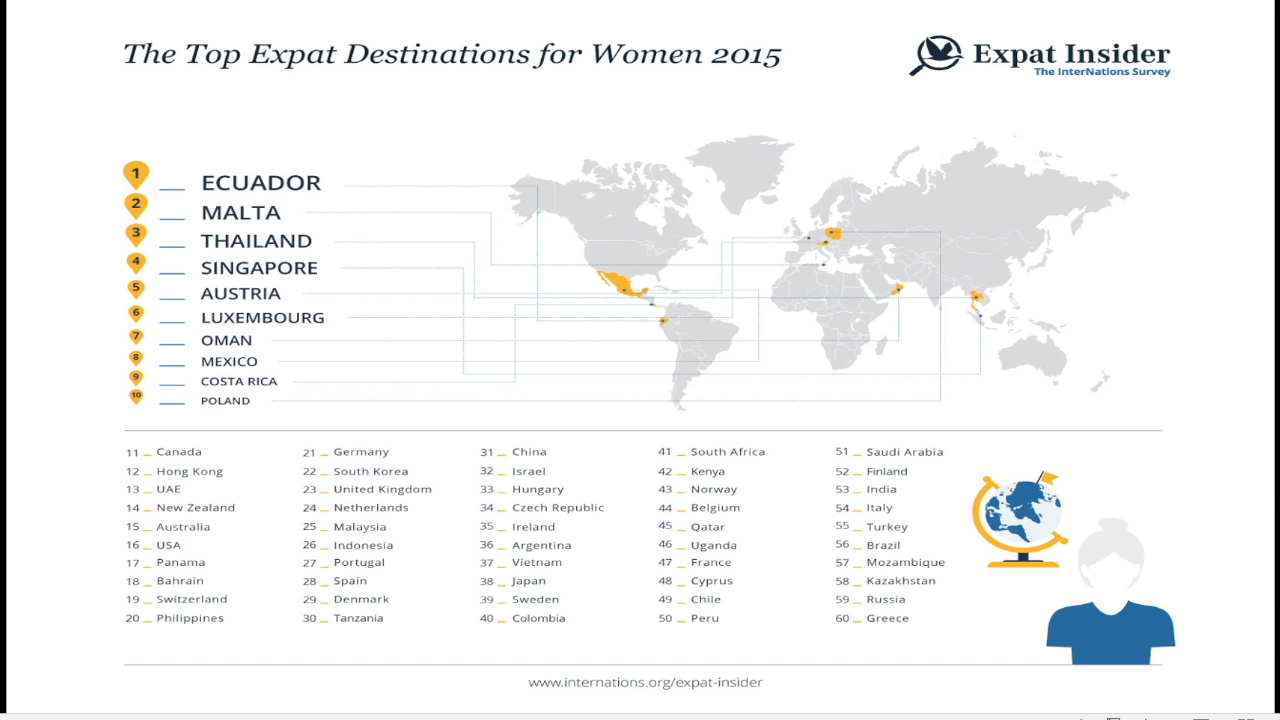 The Top Expat Destinations for Women 2015
Expat Insider
The InterNations Survey
1 ECUADOR
2 MALTA
3 THAILAND
4 SINGAPORE
5 AUSTRIA
6 LUXEMBOURG
7 OMAN
8 MEXICO
9 COSTA RICA
10 POLAND
11 _ Canada
12 _ Hong Kong
13 _ UAE
14 _ New Zealand
15 _ Australia
16 _ USA
17 _ Panama
18 _ Bahrain
19 _ Switzerland
20 _ Philippines
21 _ Germany
22 _ South Korea
23 _ United Kingdom
24 _ Netherlands
25 _ Malaysia
26 _ Indonesia
27 _ Portugal
28 _ Spain
29 _ Denmark
30 _ Tanzania
31 _ China
32 _ Israel
33 _ Hungary
34 _ Czech Republic
35 _ Ireland
36 _ Argentina
37 _ Vietnam
38 _ Japan
39 _ Sweden
40 _ Colombia
41 _ South Africa
42 _ Kenya
43 _ Norway
44 _ Belgium
45 _ Qatar
46 _ Uganda
47 _ France
48 _ Cyprus
49 _ Chile
50 _ Peru
51 _ Saudi Arabia
52 _ Finland
53 _ India
54 _ Italy
55 _ Turkey
56 _ Brazil
57 _ Mozambique
58 _ Kazakhstan
59 _ Russia
60 _ Greece
www.internations.org/expat-insider